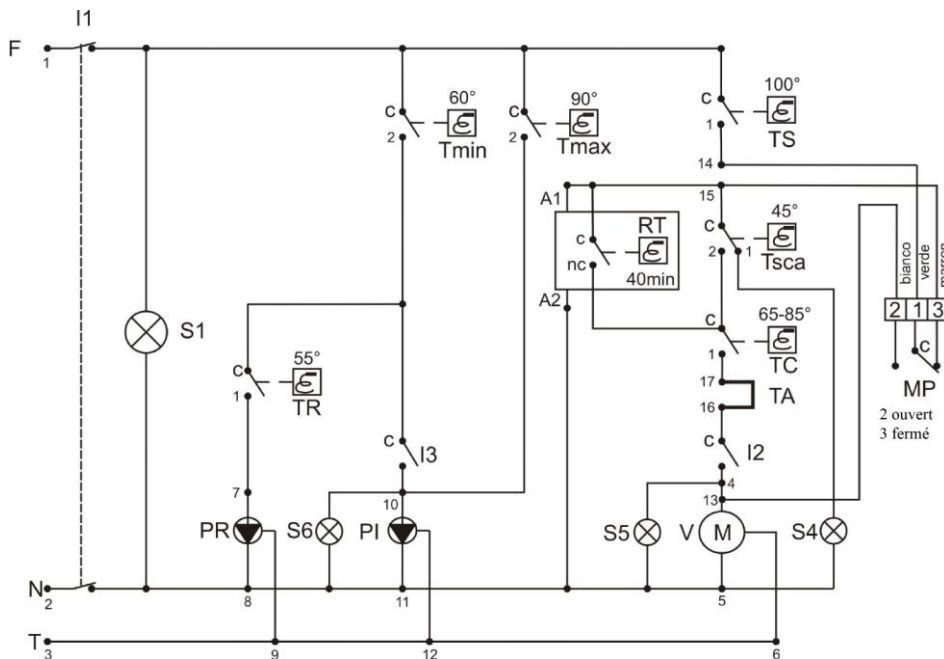 I1
F
1
60°
C
2
Tmin
90°
C
2
Tmax
100°
C
1
TS
14
A1
15
RT
c
nc
40min
A2
45°
2
1
Tsca
65-85°
C
1
TC
17
TA
16
bianco
verde
marron
2 1 3
C
MP
2 ouvert
3 fermé
S1
55°
C
1
TR
C
I3
C
I2
7
10
4
13
PR
S6
PI
S5
V
M
S4
N
2
8
11
5
T
3
9
12
6